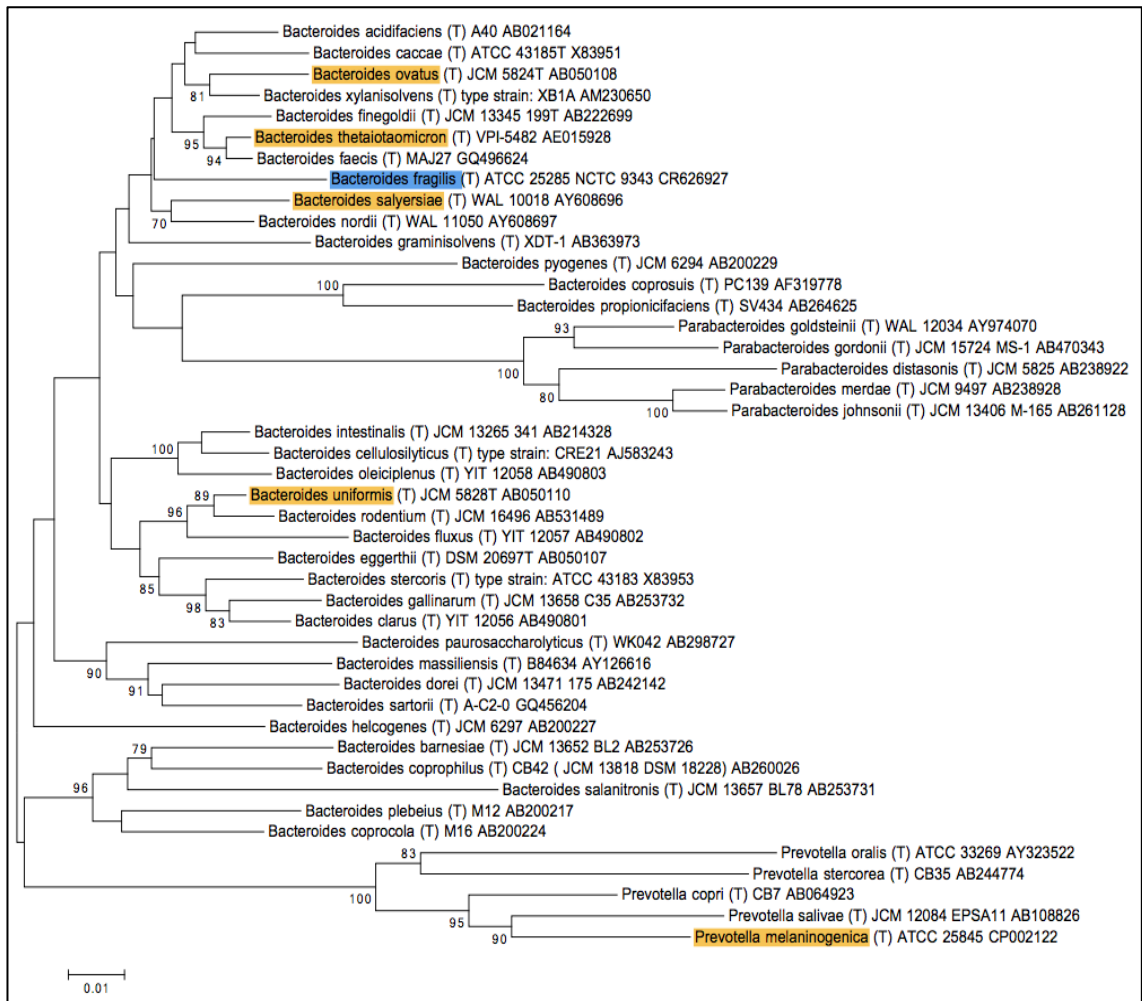 Bacteroides acidifaciens (T) A40 AB021164
Bacteroides caccae (T) ATCC 43185T X83951
Bacteroides ovatus (T) JCM 5824T AB050108
81
Bacteroides xylanisolvens (T) type strain: XB1A AM230650
Bacteroides finegoldii (T) JCM 13345 199T AB222699
95
Bacteroides thetaiotaomicron (T) VPI-5482 AE015928
94
Bacteroides faecis (T) MAJ27 GQ496624
Bacteroides fragilis (T) ATCC 25285 NCTC 9343 CR626927
Bacteroides salyersiae (T) WAL 10018 AY608696
70
Bacteroides nordii (T) WAL 11050 AY608697
Bacteroides graminisolvens (T) XDT-1 AB363973
Bacteroides pyogenes (T) JCM 6294 AB200229
100
Bacteroides coprosuis (T) PC139 AF319778
Bacteroides propionicifaciens (T) SV434 AB264625
93
Parabacteroides goldsteinii (T) WAL 12034 AY974070
Parabacteroides gordonii (T) JCM 15724 MS-1 AB470343
100
Parabacteroides distasonis (T) JCM 5825 AB238922
80
Parabacteroides merdae (T) JCM 9497 AB238928
100
Parabacteroides johnsonii (T) JCM 13406 M-165 AB261128
Bacteroides intestinalis (T) JCM 13265 341 AB214328
100
Bacteroides cellulosilyticus (T) type strain: CRE21 AJ583243
Bacteroides oleiciplenus (T) YIT 12058 AB490803
89
Bacteroides uniformis (T) JCM 5828T AB050110
96
Bacteroides rodentium (T) JCM 16496 AB531489
Bacteroides fluxus (T) YIT 12057 AB490802
Bacteroides eggerthii (T) DSM 20697T AB050107
85
Bacteroides stercoris (T) type strain: ATCC 43183 X83953
98
Bacteroides gallinarum (T) JCM 13658 C35 AB253732
83
Bacteroides clarus (T) YIT 12056 AB490801
Bacteroides paurosaccharolyticus (T) WK042 AB298727
90
Bacteroides massiliensis (T) B84634 AY126616
91
Bacteroides dorei (T) JCM 13471 175 AB242142
Bacteroides sartorii (T) A-C2-0 GQ456204
Bacteroides helcogenes (T) JCM 6297 AB200227
79
Bacteroides barnesiae (T) JCM 13652 BL2 AB253726
Bacteroides coprophilus (T) CB42 ( JCM 13818 DSM 18228) AB260026
96
Bacteroides salanitronis (T) JCM 13657 BL78 AB253731
Bacteroides plebeius (T) M12 AB200217
Bacteroides coprocola (T) M16 AB200224
83
Prevotella oralis (T) ATCC 33269 AY323522
Prevotella stercorea (T) CB35 AB244774
100
Prevotella copri (T) CB7 AB064923
95
Prevotella salivae (T) JCM 12084 EPSA11 AB108826
90
Prevotella melaninogenica (T) ATCC 25845 CP002122
0.01